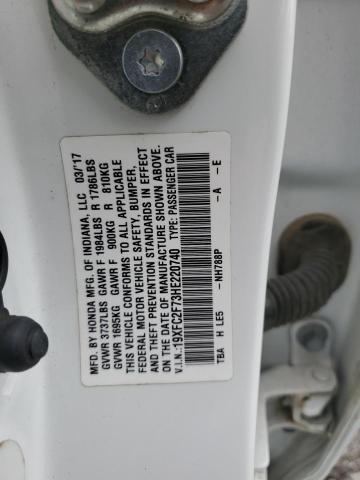 MFD. BY HONDA MFG. OF INDIANA, LLC 03/'17
GVWR 3737LBS GAWR F 1984LBS R 1786LBS
GVWR 1695KG GAWR F 900KG R 810KG
THIS VEHICLE CONFORMS TO ALL APPLICABLE
FEDERAL MOTOR VEHICLE SAFETY, BUMPER,
AND THEFT PREVENTION STANDARDS IN EFFECT
ON THE DATE OF MANUFACTURE SHOWN ABOVE.
V.I.N.: 19XFC2F73HE220740 TYPE: PASSENGER CAR
TBA H LE5 -NH788P -A -E